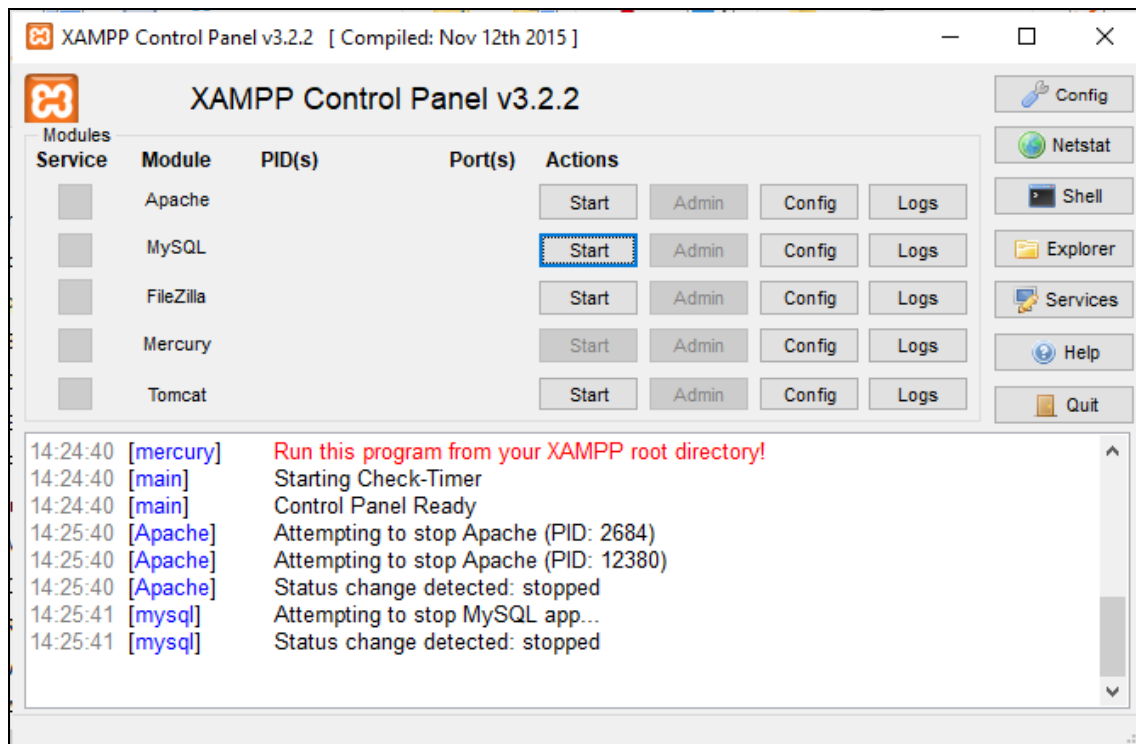 XAMPP Control Panel v3.2.2 [ Compiled: Nov 12th 2015 ]
XAMPP Control Panel v3.2.2
Config
Modules
Service Module PID(s) Port(s) Actions
Netstat
Apache Start Admin Config Logs
Shell
MySQL Start Admin Config Logs
Explorer
FileZilla Start Admin Config Logs
Services
Mercury Start Admin Config Logs
Help
Tomcat Start Admin Config Logs
Quit
14:24:40 [mercury] Run this program from your XAMPP root directory!
14:24:40 [main] Starting Check-Timer
14:24:40 [main] Control Panel Ready
14:25:40 [Apache] Attempting to stop Apache (PID: 2684)
14:25:40 [Apache] Attempting to stop Apache (PID: 12380)
14:25:40 [Apache] Status change detected: stopped
14:25:41 [mysql] Attempting to stop MySQL app...
14:25:41 [mysql] Status change detected: stopped